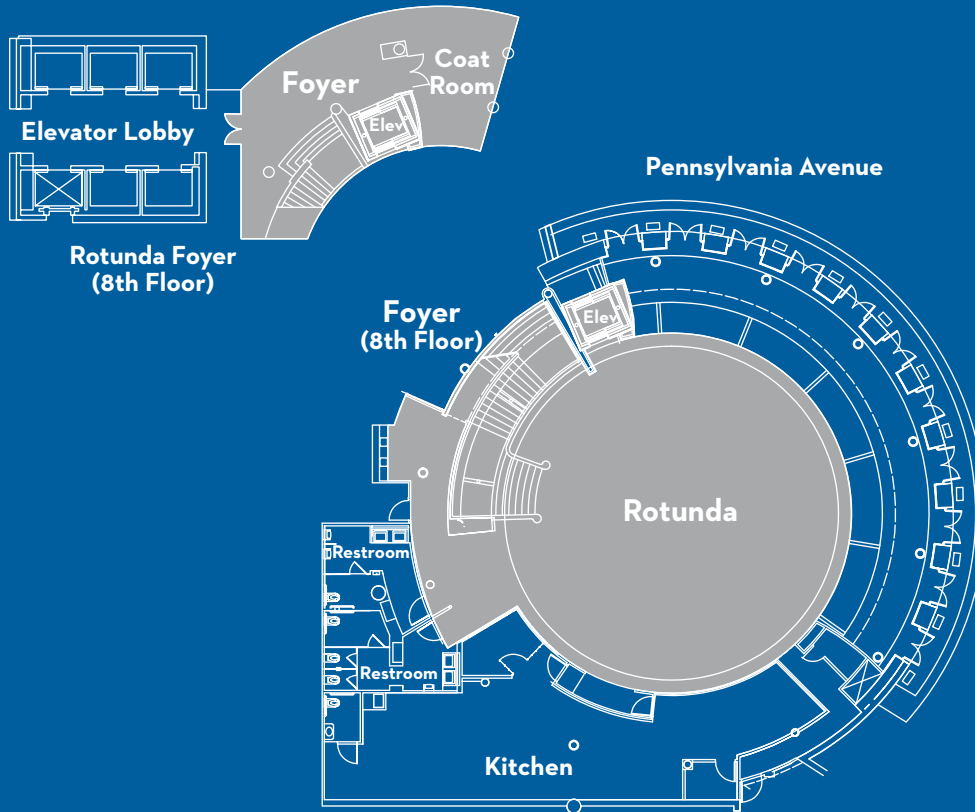 Foyer
Coat
Room
Elev
Elevator Lobby
Rotunda Foyer
(8th Floor)
Pennsylvania Avenue
Foyer
(8th Floor)
Elev
Rotunda
Restroom
Restroom
Kitchen